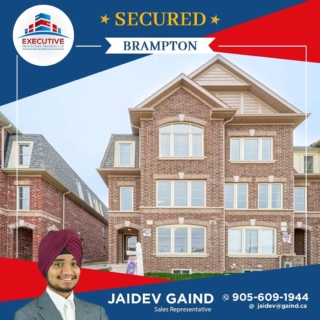 ★ SECURED ★
BRAMPTON
EXECUTIVE
JAIDEV GAIND
Sales Representative
905-609-1944
@ jaidev@gaind.ca